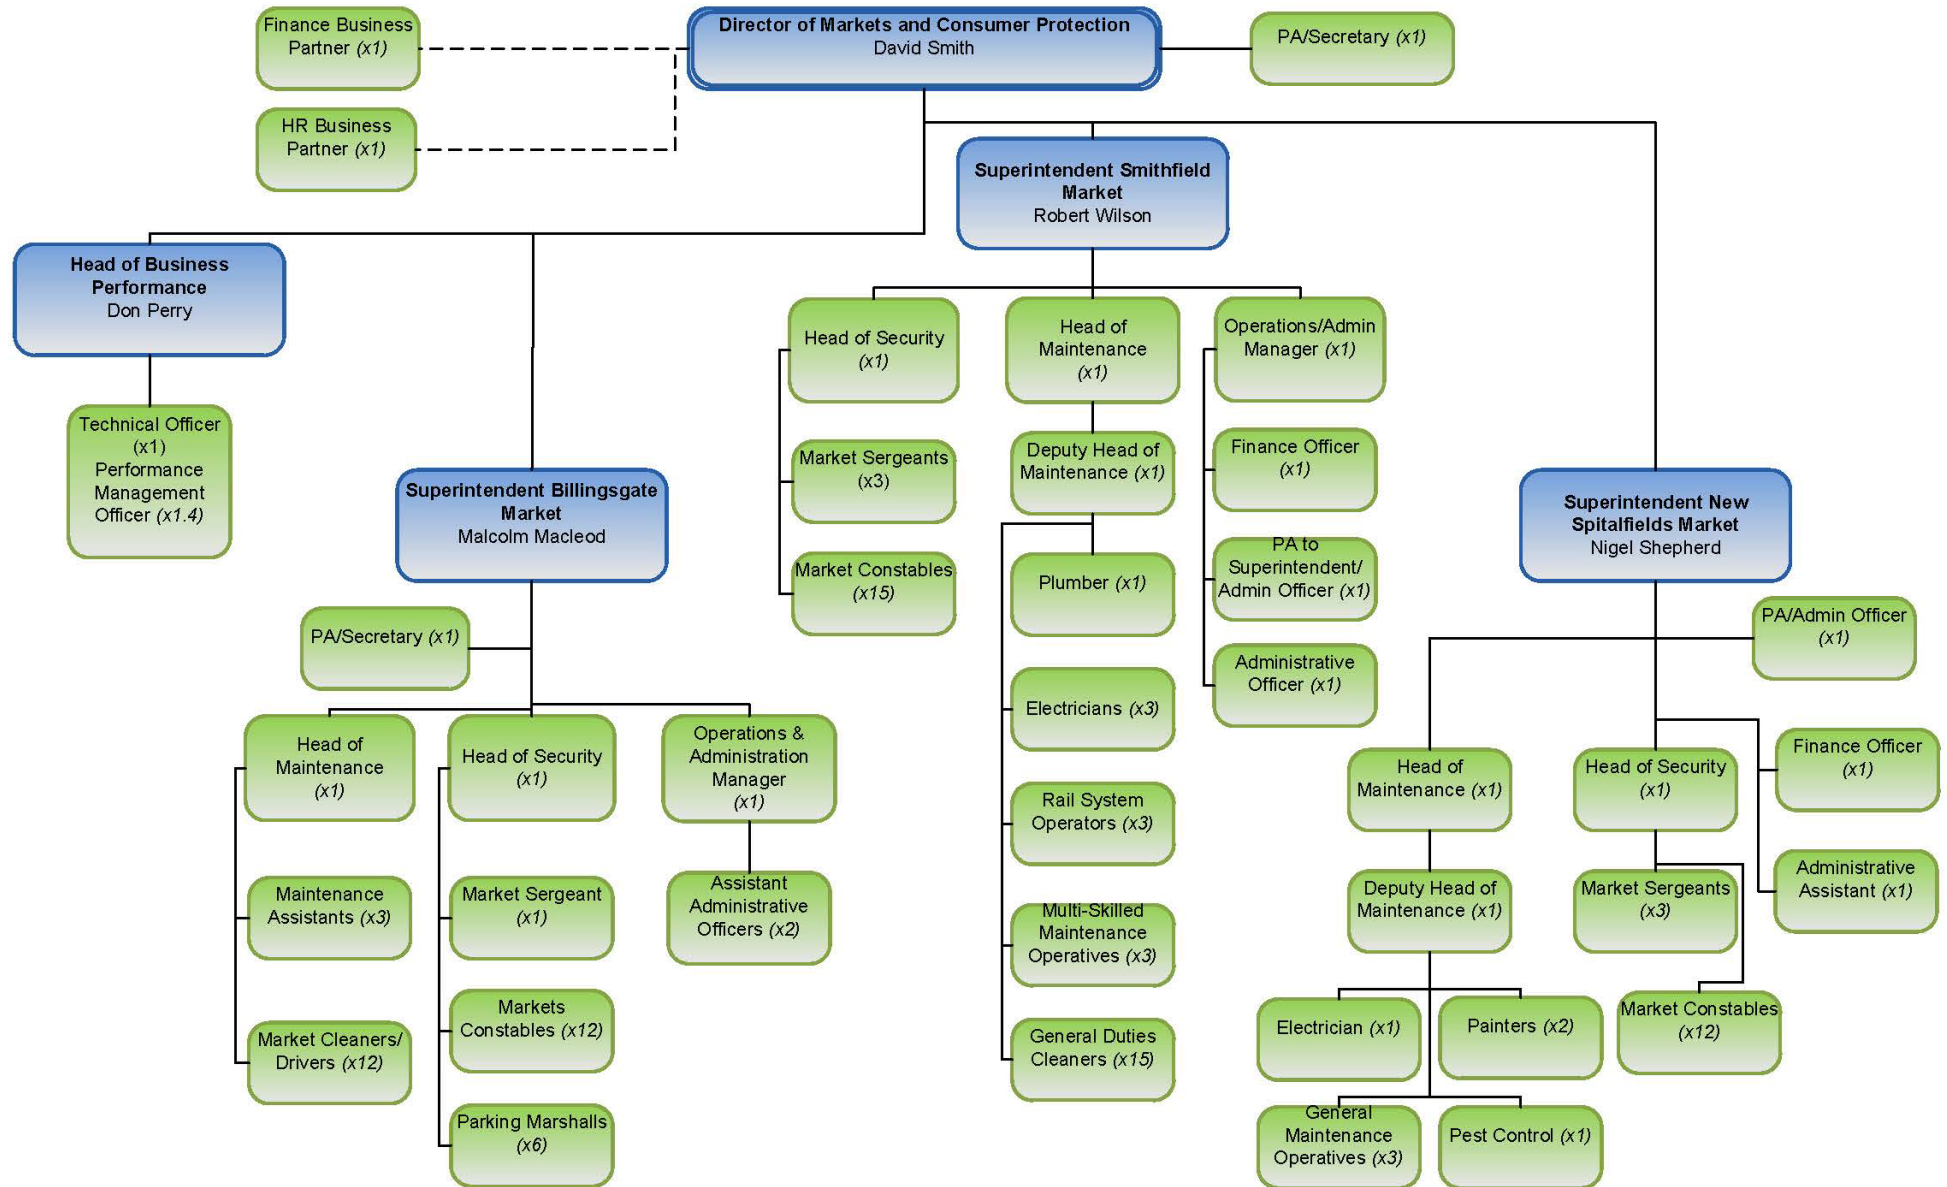 Finance Business
Partner (x1)
Director of Markets and Consumer Protection
David Smith
PA/Secretary (x1)
HR Business
Partner (x1)
Superintendent Smithfield
Market
Robert Wilson
Head of Business
Performance
Don Perry
Technical Officer
(x1)
Performance
Management
Officer (x1.4)
Superintendent Billingsgate
Market
Malcolm Macleod
PA/Secretary (x1)
Head of
Maintenance
(x1)
Maintenance
Assistants (x3)
Market Cleaners/
Drivers (x12)
Head of Security
(x1)
Market Sergeant
(x1)
Markets
Constables (x12)
Parking Marshalls
(x6)
Operations &
Administration
Manager
(x1)
Assistant
Administrative
Officers (x2)
Head of Security
(x1)
Market Sergeants
(x3)
Market Constables
(x15)
Head of
Maintenance
(x1)
Deputy Head of
Maintenance (x1)
Plumber (x1)
Electricians (x3)
Rail System
Operators (x3)
Multi-Skilled
Maintenance
Operatives (x3)
General Duties
Cleaners (x15)
Operations/Admin
Manager (x1)
Finance Officer
(x1)
PA to
Superintendent/
Admin Officer (x1)
Administrative
Officer (x1)
Superintendent New
Spitalfields Market
Nigel Shepherd
PA/Admin Officer
(x1)
Head of
Maintenance (x1)
Deputy Head of
Maintenance (x1)
Electrician (x1)
Painters (x2)
General
Maintenance
Operatives (x3)
Pest Control (x1)
Head of Security
(x1)
Market Sergeants
(x3)
Market Constables
(x12)
Finance Officer
(x1)
Administrative
Assistant (x1)